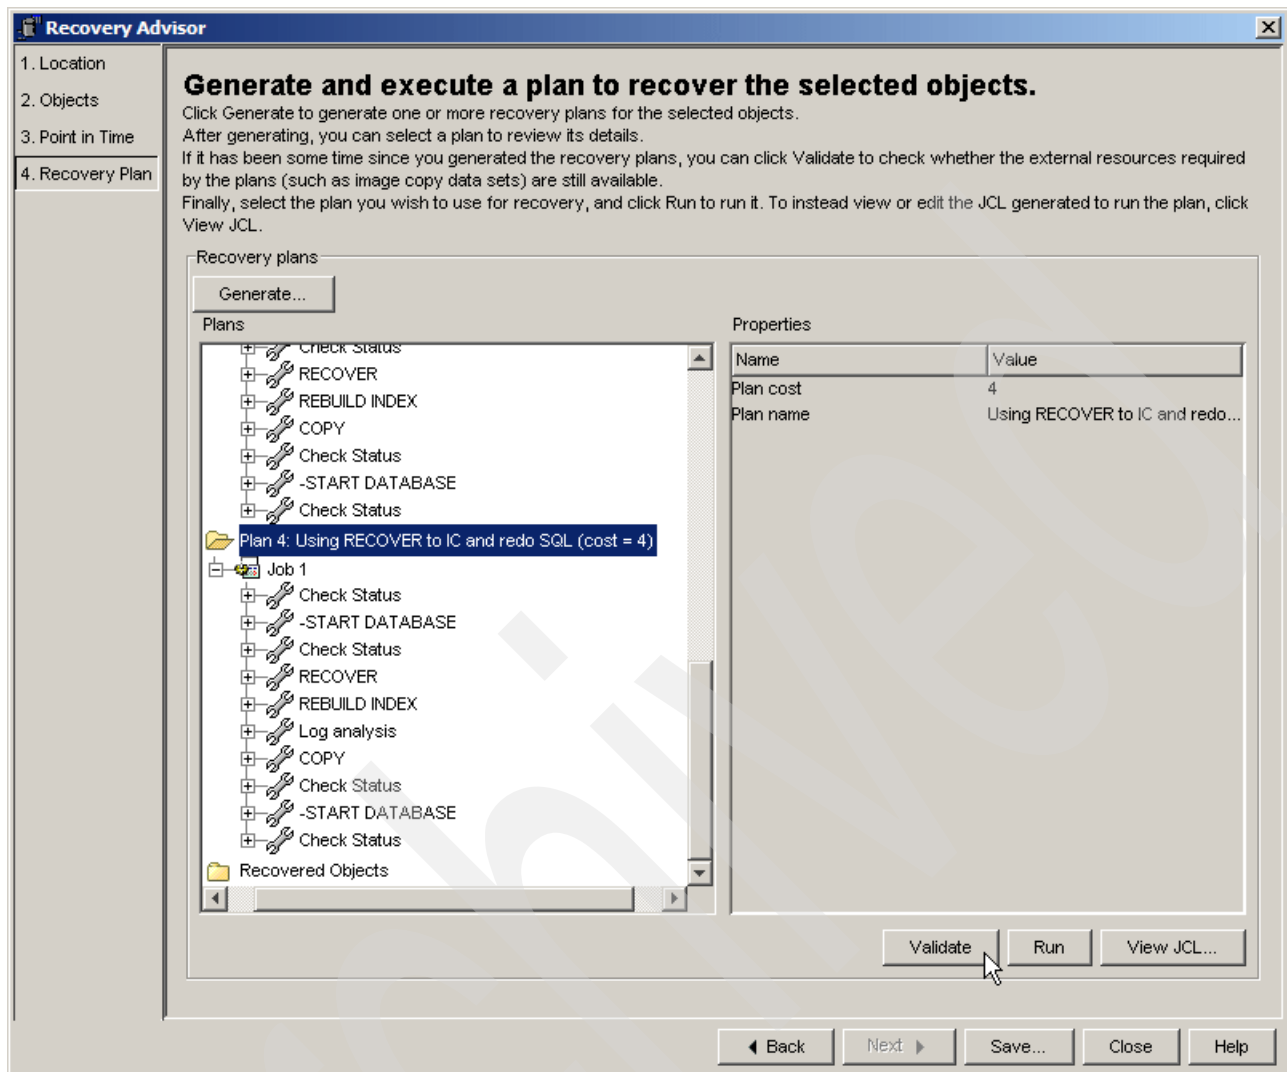 Recovery Advisor
1. Location
2. Objects
3. Point in Time
4. Recovery Plan
Generate and execute a plan to recover the selected objects.
Click Generate to generate one or more recovery plans for the selected objects.
After generating, you can select a plan to review its details.
If it has been some time since you generated the recovery plans, you can click Validate to check whether the external resources required
by the plans (such as image copy data sets) are still available.
Finally, select the plan you wish to use for recovery, and click Run to run it. To instead view or edit the JCL generated to run the plan, click
View JCL.
Recovery plans
Generate...
Plans
Check Status
RECOVER
REBUILD INDEX
COPY
Check Status
-START DATABASE
Check Status
Plan 4: Using RECOVER to IC and redo SQL (cost = 4)
Job 1
Check Status
-START DATABASE
Check Status
RECOVER
REBUILD INDEX
Log analysis
COPY
Check Status
-START DATABASE
Check Status
Recovered Objects
Properties
Name Value
Plan cost 4
Plan name Using RECOVER to IC and redo...
Validate Run View JCL...
Back Next Save... Close Help